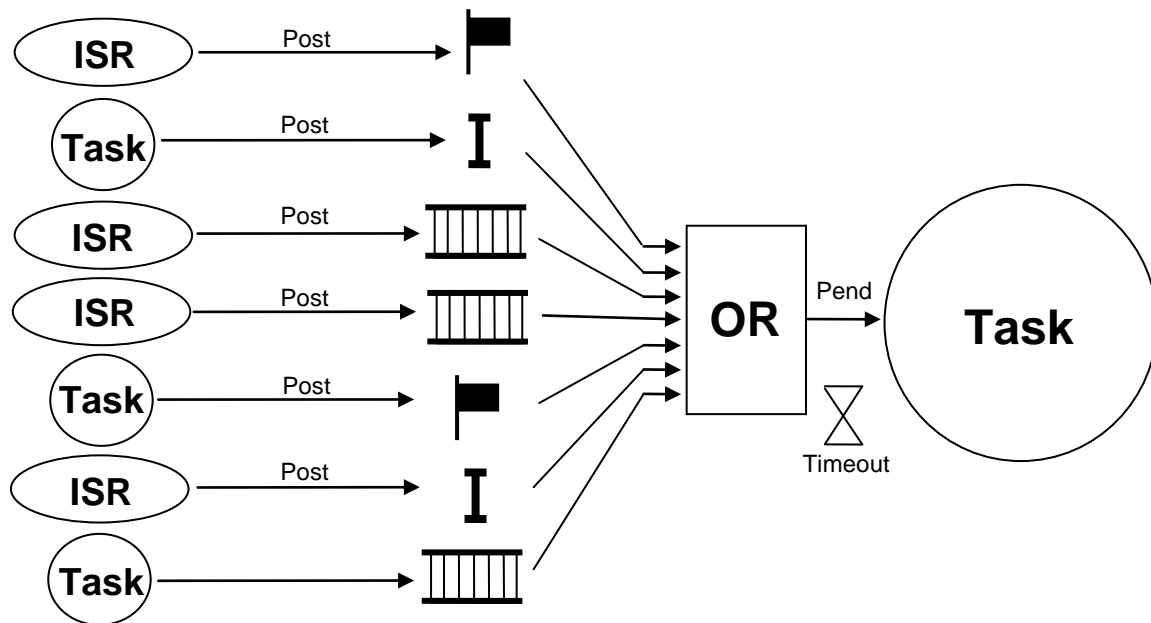 ISR
Post
Task
Post
ISR
Post
ISR
Post
Task
Post
ISR
Post
Task
OR
Pend
Timeout
Task